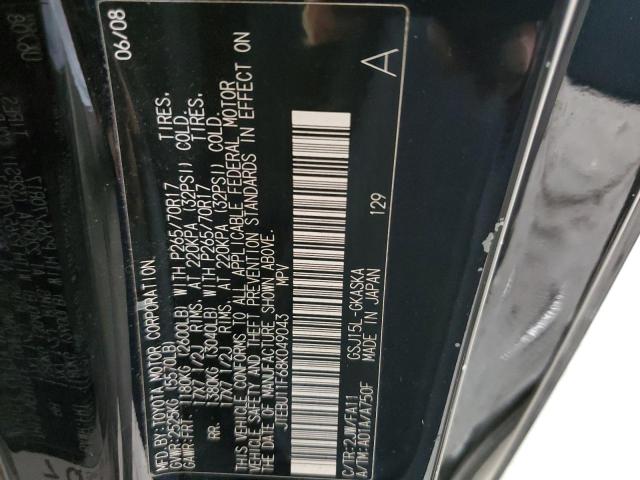 MFD.BY:TOYOTA MOTOR CORPORATION. 06/08
GVWR:2525KG (5570LB)
GAWR:FRT 1180KG (2600LB) WITH P265/70R17 TIRES,
17X7 1/2J RIMS AT 220KPA (32PSI) COLD.
RR. 1380KG (3040LB) WITH P265/70R17 TIRES,
17X7 1/2J RIMS AT 220KPA (32PSI) COLD.
THIS VEHICLE CONFORMS TO ALL APPLICABLE FEDERAL MOTOR
VEHICLE SAFETY AND THEFT PREVENTION STANDARDS IN EFFECT ON
THE DATE OF MANUFACTURE SHOWN ABOVE.
JTEBU11F68K049043 MPV
GSJ15L-GKASKA A
C/TR:2JM/FA11 MADE IN JAPAN 129
A/TM:A01A/A750F